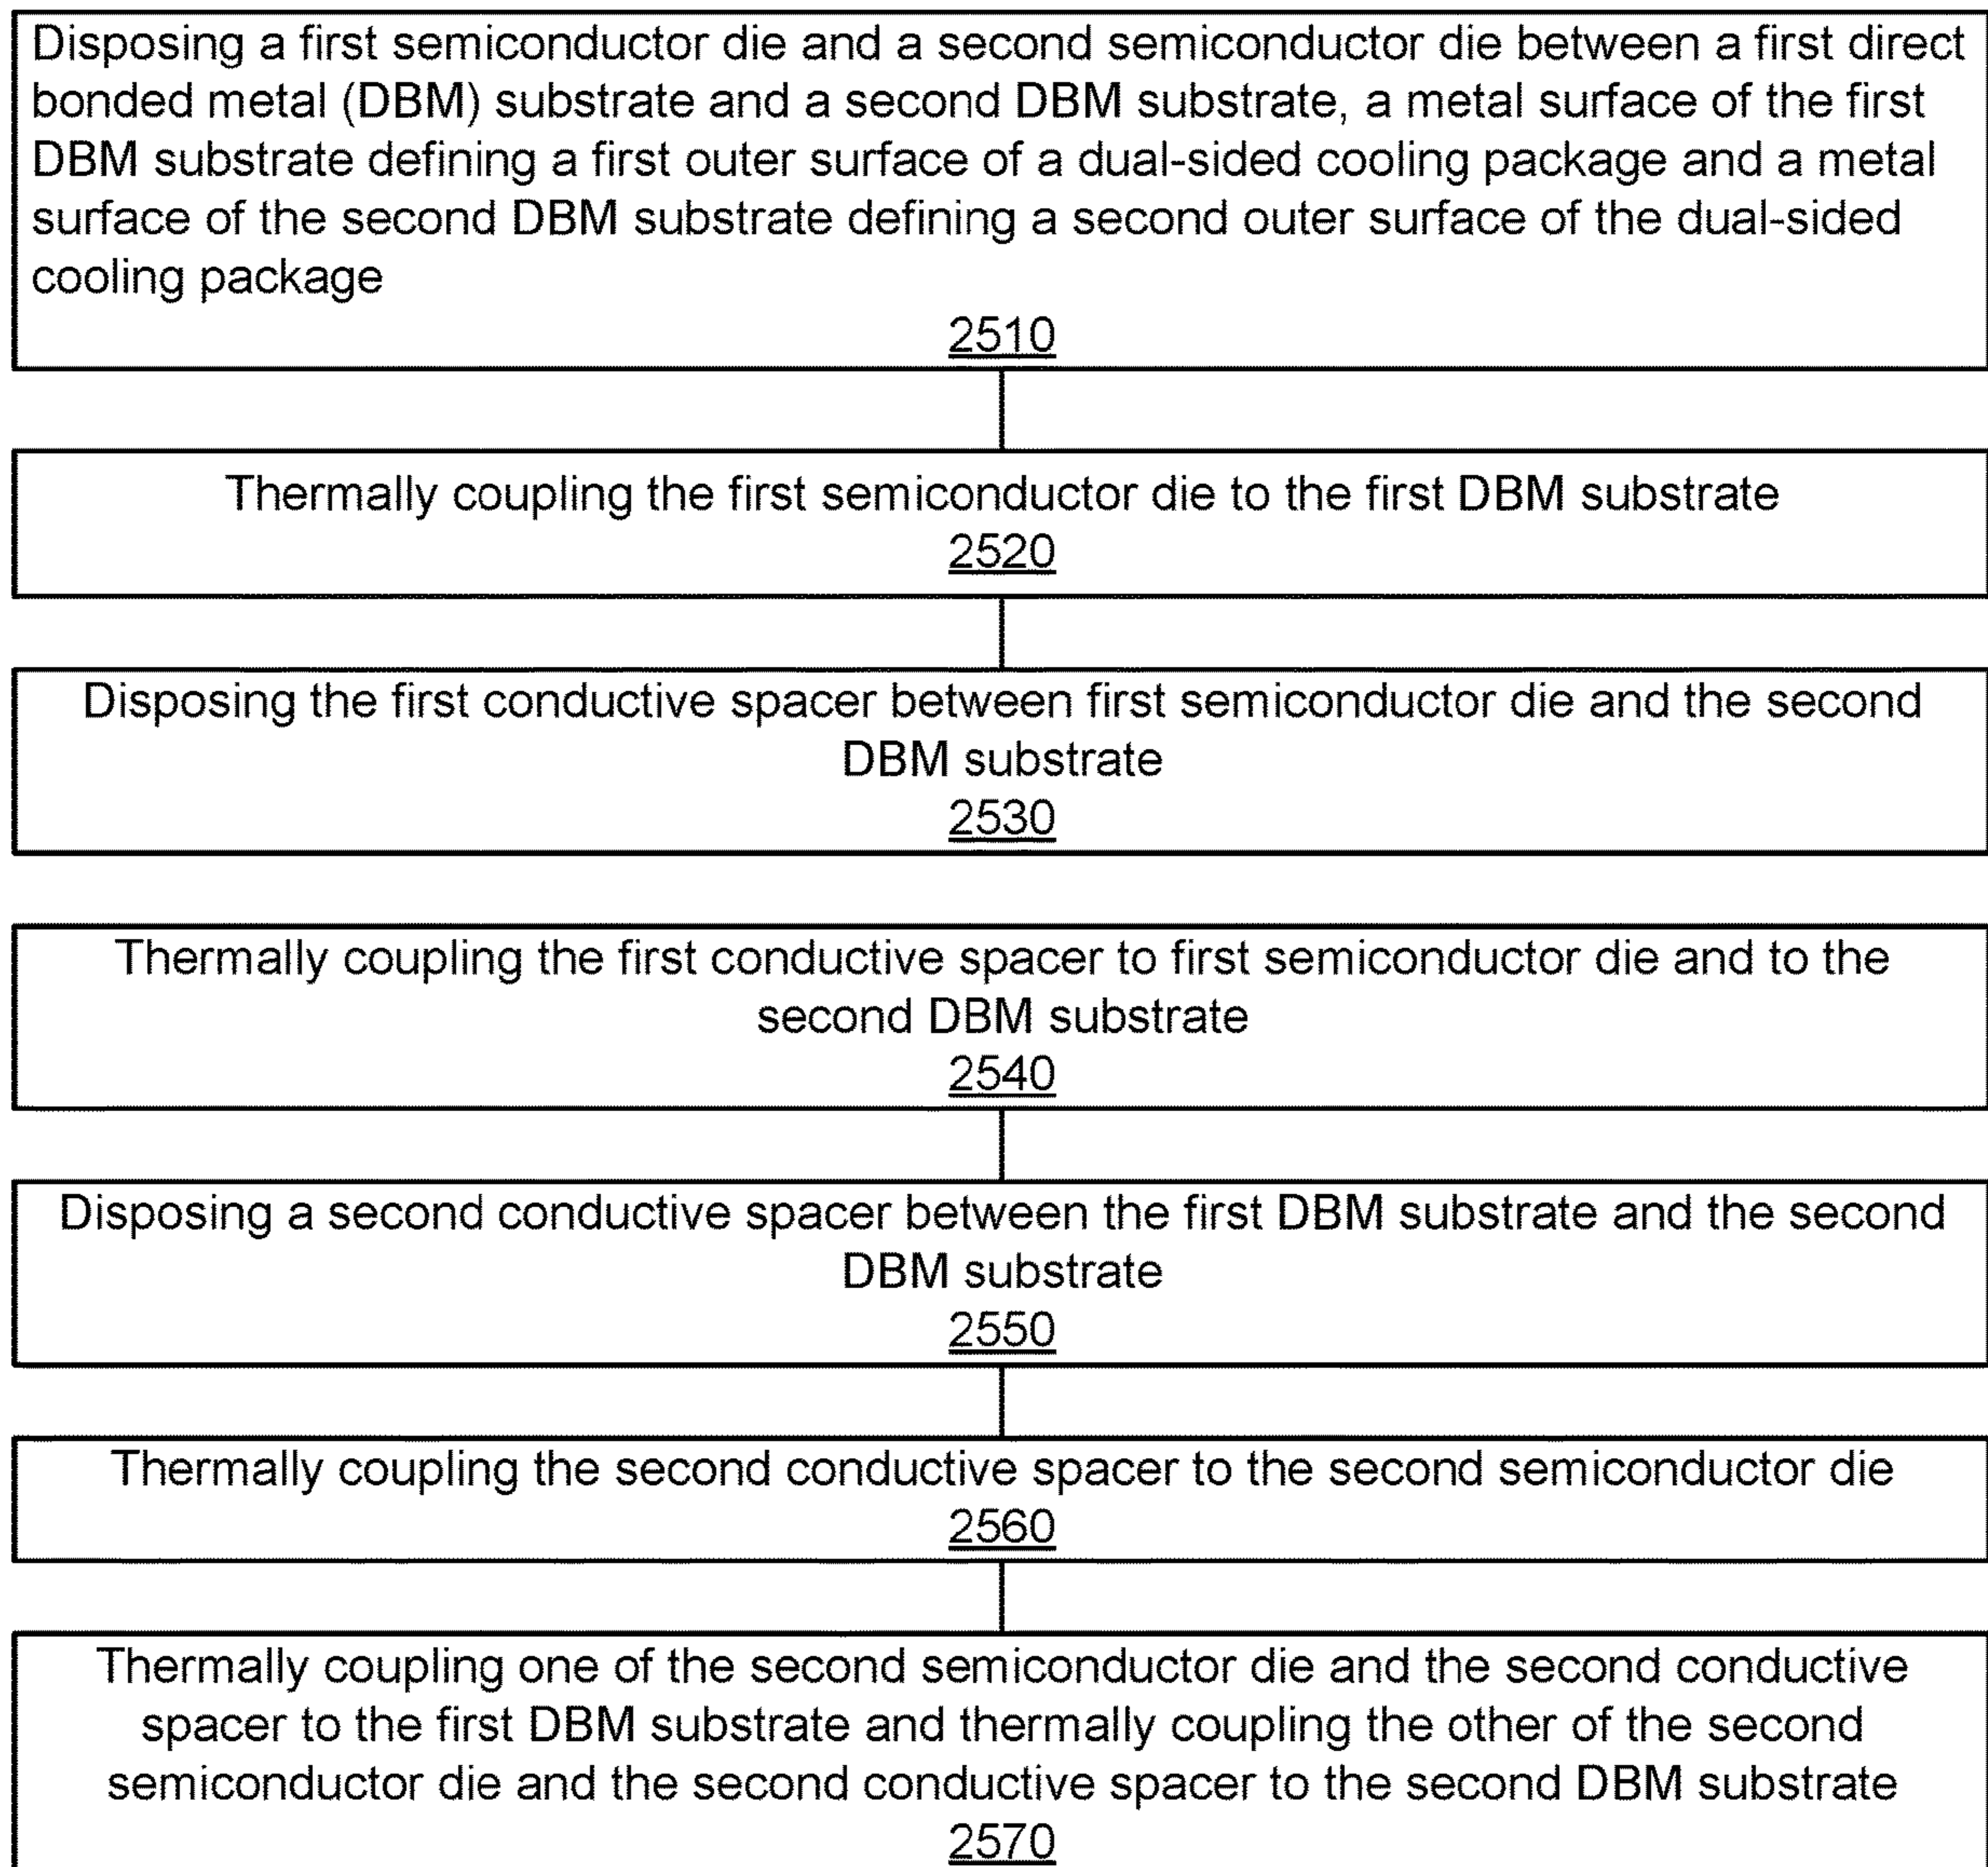 Disposing a first semiconductor die and a second semiconductor die between a first direct
bonded metal (DBM) substrate and a second DBM substrate, a metal surface of the first
DBM substrate defining a first outer surface of a dual-sided cooling package and a metal
surface of the second DBM substrate defining a second outer surface of the dual-sided
cooling package
2510
Thermally coupling the first semiconductor die to the first DBM substrate
2520
Disposing the first conductive spacer between first semiconductor die and the second
DBM substrate
2530
Thermally coupling the first conductive spacer to first semiconductor die and to the
second DBM substrate
2540
Disposing a second conductive spacer between the first DBM substrate and the second
DBM substrate
2550
Thermally coupling the second conductive spacer to the second semiconductor die
2560
Thermally coupling one of the second semiconductor die and the second conductive
spacer to the first DBM substrate and thermally coupling the other of the second
semiconductor die and the second conductive spacer to the second DBM substrate
2570